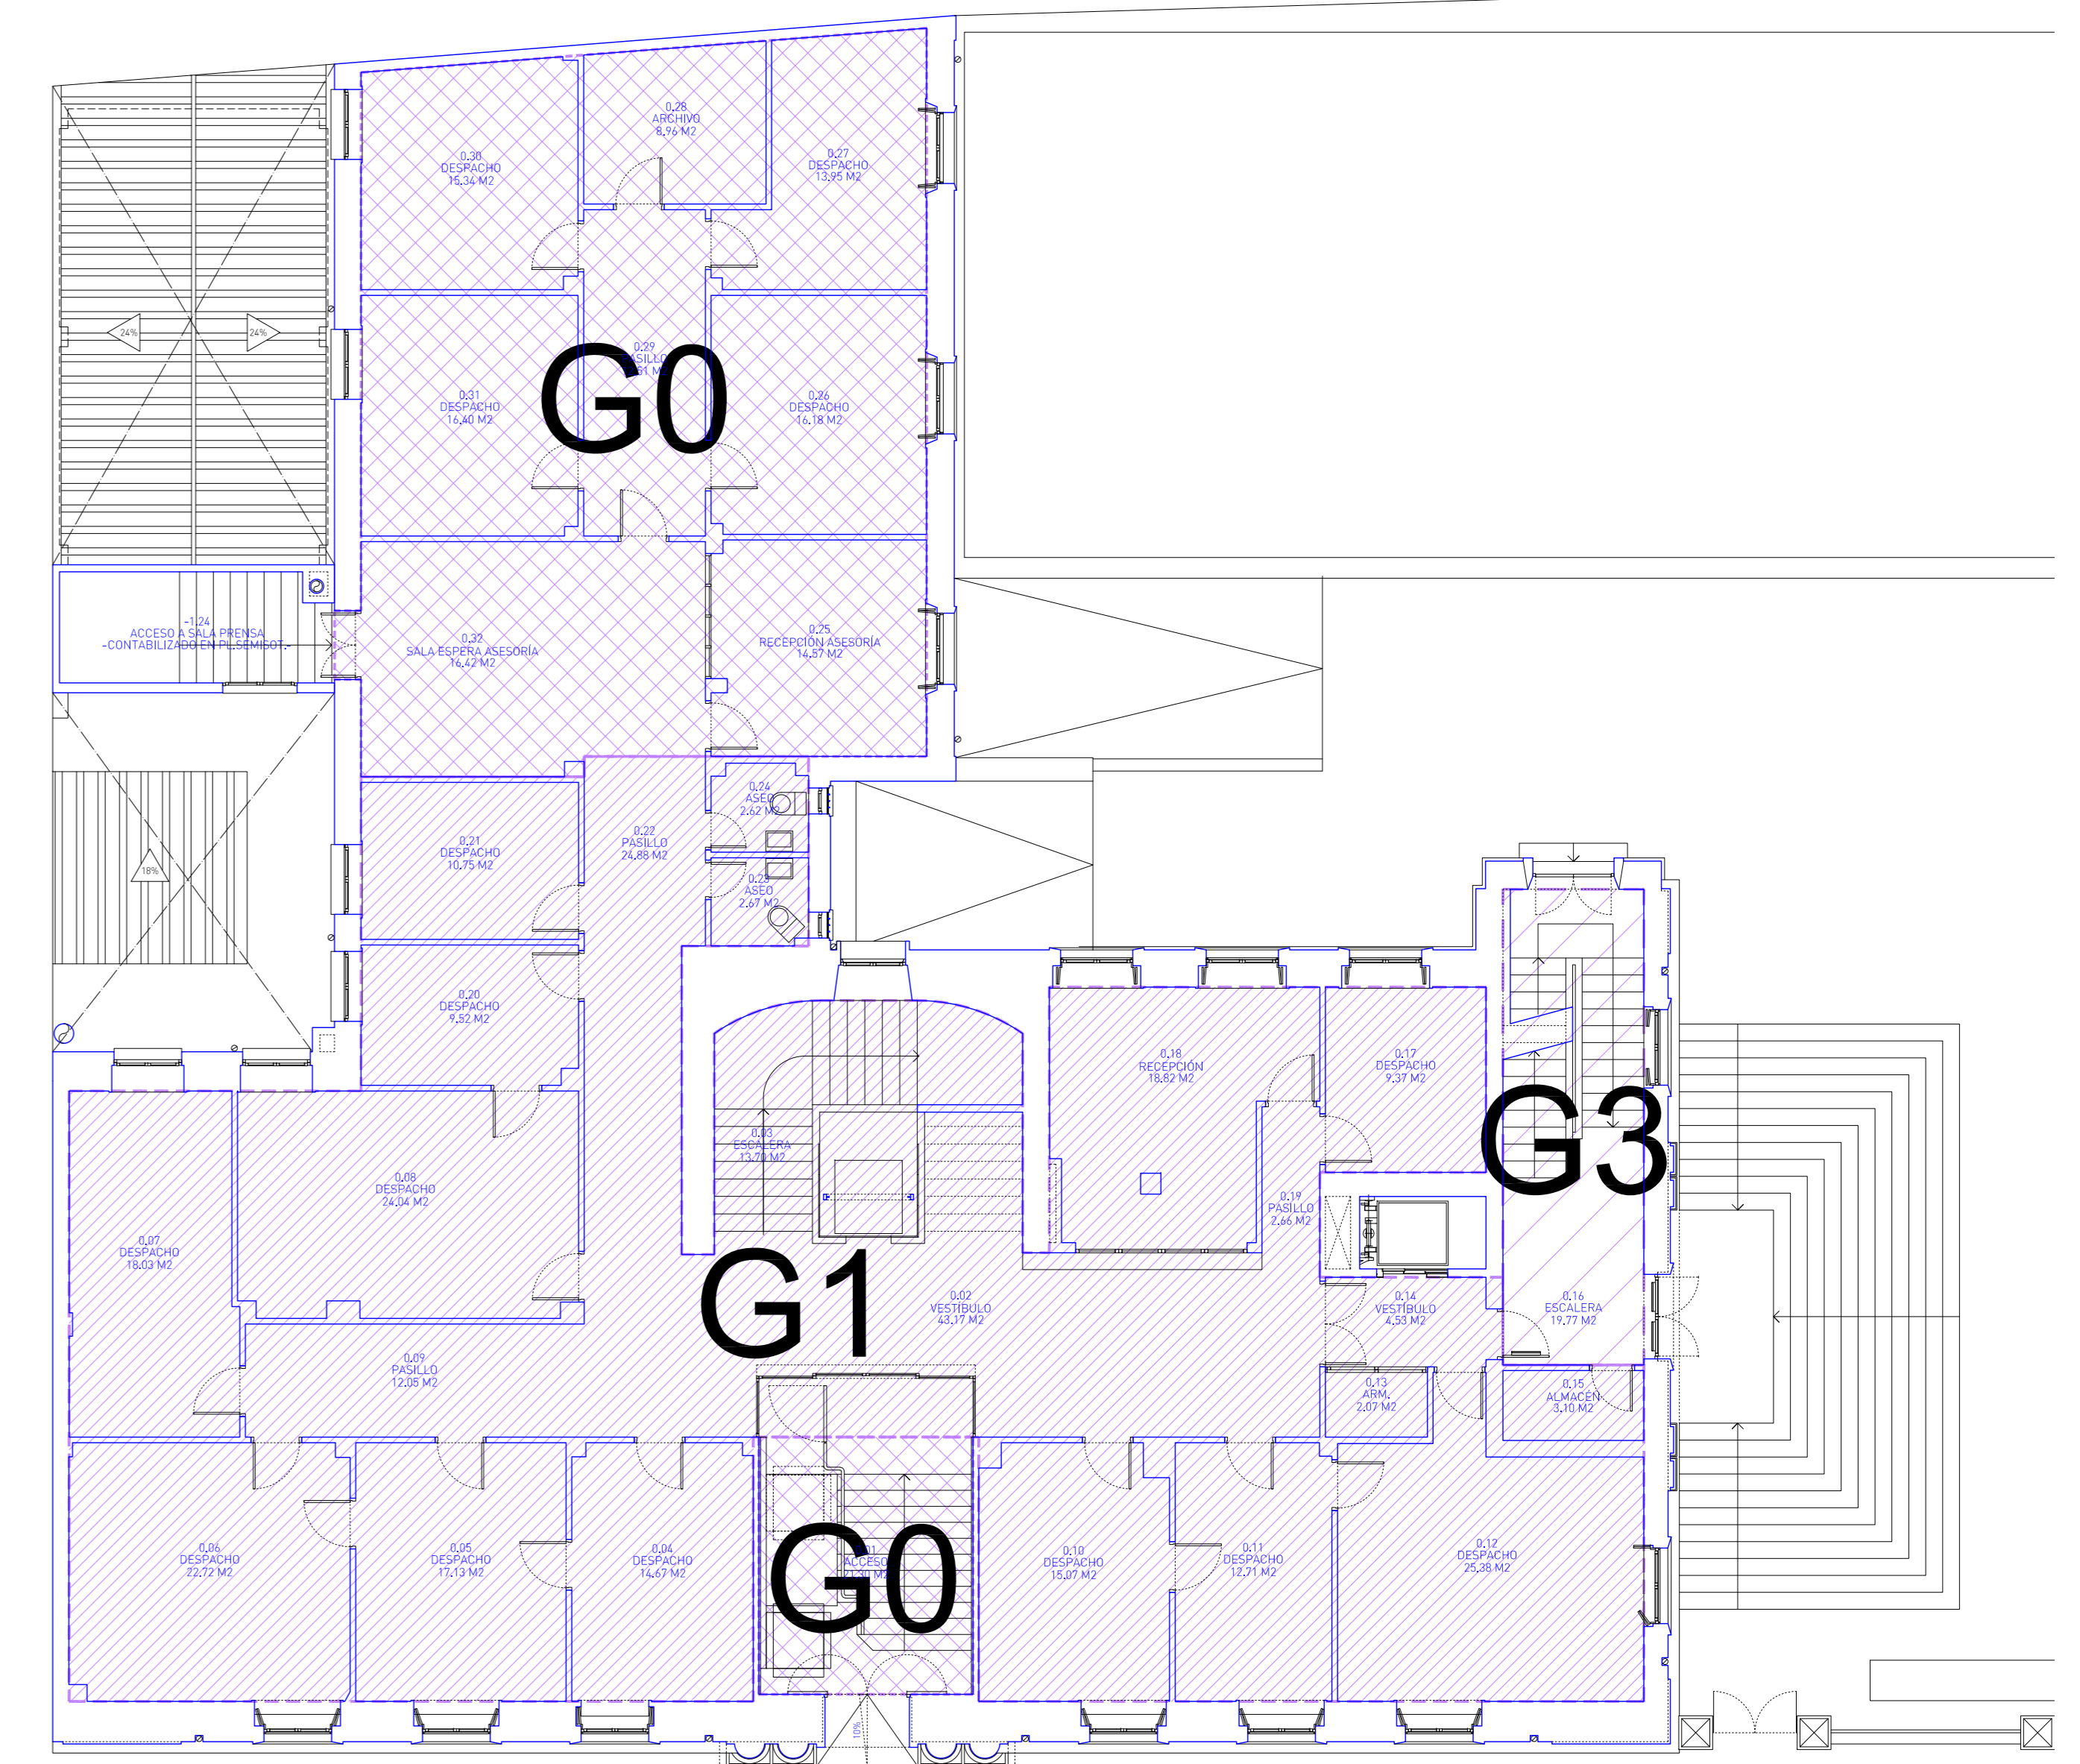 0.28
ARCHIVO
8.96 M2
0.27
DESPACHO
13.95 M2
0.30
DESPACHO
15.34 M2
24%
24%
0.29
PASILLO
G0
0.31
DESPACHO
16.40 M2
0.26
DESPACHO
16.18 M2
-1.24
ACCESO A SALA PRENSA
-CONTABILIZADO EN PL.SEMISOT.-
0.32
SALA ESPERA ASESORÍA
16.42 M2
0.25
RECEPCIÓN ASESORÍA
14.57 M2
0.24
ASEO
2.62 M2
0.21
DESPACHO
10.75 M2
0.22
PASILLO
24.88 M2
18%
0.23
ASEO
2.67 M2
0.20
DESPACHO
9.52 M2
0.18
RECEPCIÓN
18.82 M2
0.17
DESPACHO
9.37 M2
G3
0.03
ESCALERA
13.70 M2
0.08
DESPACHO
24.04 M2
0.19
PASILLO
2.66 M2
0.07
DESPACHO
18.03 M2
G1
0.02
VESTÍBULO
43.17 M2
0.14
VESTÍBULO
4.53 M2
0.16
ESCALERA
19.77 M2
0.09
PASILLO
12.05 M2
0.13
ARM.
2.07 M2
0.15
ALMACÉN
3.10 M2
0.06
DESPACHO
22.72 M2
0.05
DESPACHO
17.13 M2
0.04
DESPACHO
14.67 M2
G0
0.01
ACCESO
21.30 M2
0.10
DESPACHO
15.07 M2
0.11
DESPACHO
12.71 M2
0.12
DESPACHO
25.38 M2
10%